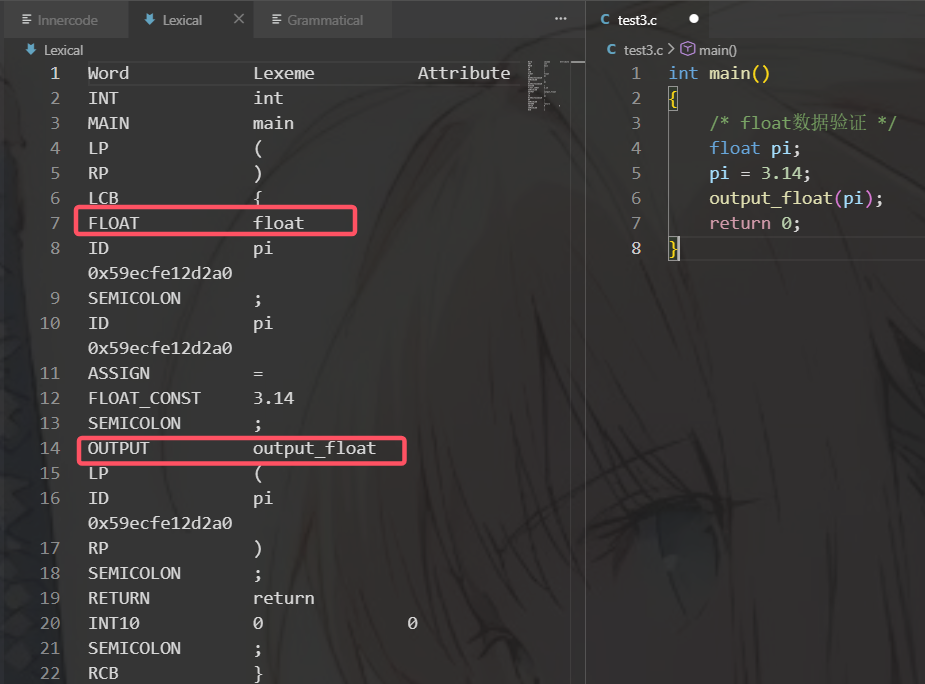 Innercode Lexical Grammatical ...
Lexical
1 Word Lexeme Attribute
2 INT int
3 MAIN main
4 LP (
5 RP )
6 LCB {
7 FLOAT float
8 ID pi
0x59ecfe12d2a0
9 SEMICOLON ;
10 ID pi
0x59ecfe12d2a0
11 ASSIGN =
12 FLOAT_CONST 3.14
13 SEMICOLON ;
14 OUTPUT output_float
15 LP (
16 ID pi
0x59ecfe12d2a0
17 RP )
18 SEMICOLON ;
19 RETURN return
20 INT10 0 0
21 SEMICOLON ;
22 RCB }
C test3.c
C test3.c > main()
1 int main()
2 {
3 /* float数据验证 */
4 float pi;
5 pi = 3.14;
6 output_float(pi);
7 return 0;
8 }